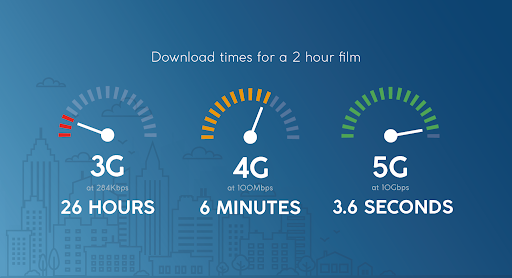 Download times for a 2 hour film
3G
at 284Kbps
26 HOURS
4G
at 100Mbps
6 MINUTES
5G
at 10Gbps
3.6 SECONDS